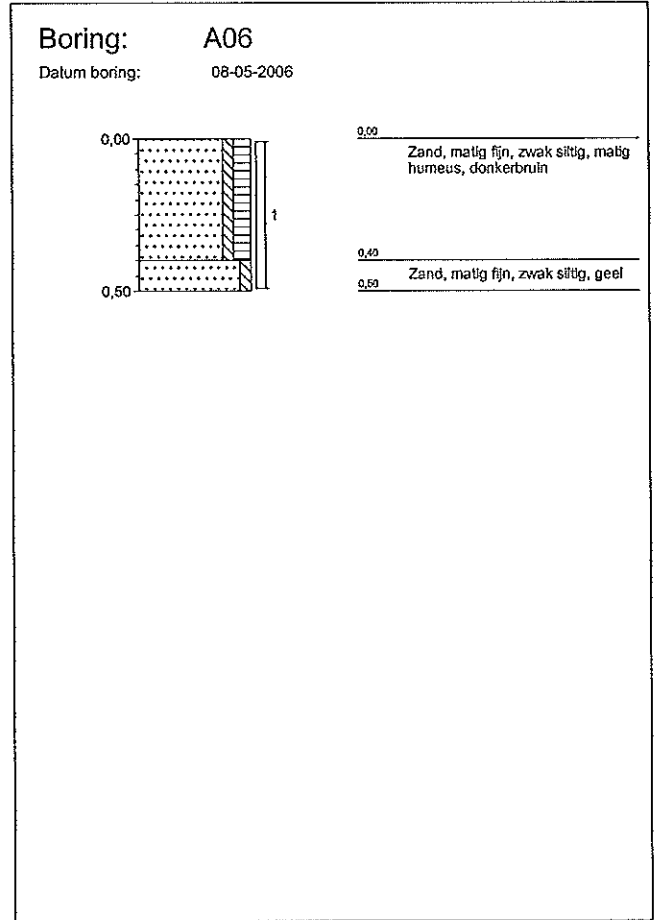 Boring: A06
Datum boring: 08-05-2006
0,00
0,50
1
0,00
Zand, matig fijn, zwak siltig, matig
humeus, donkerbruin
0,40
Zand, matig fijn, zwak siltig, geel
0,50